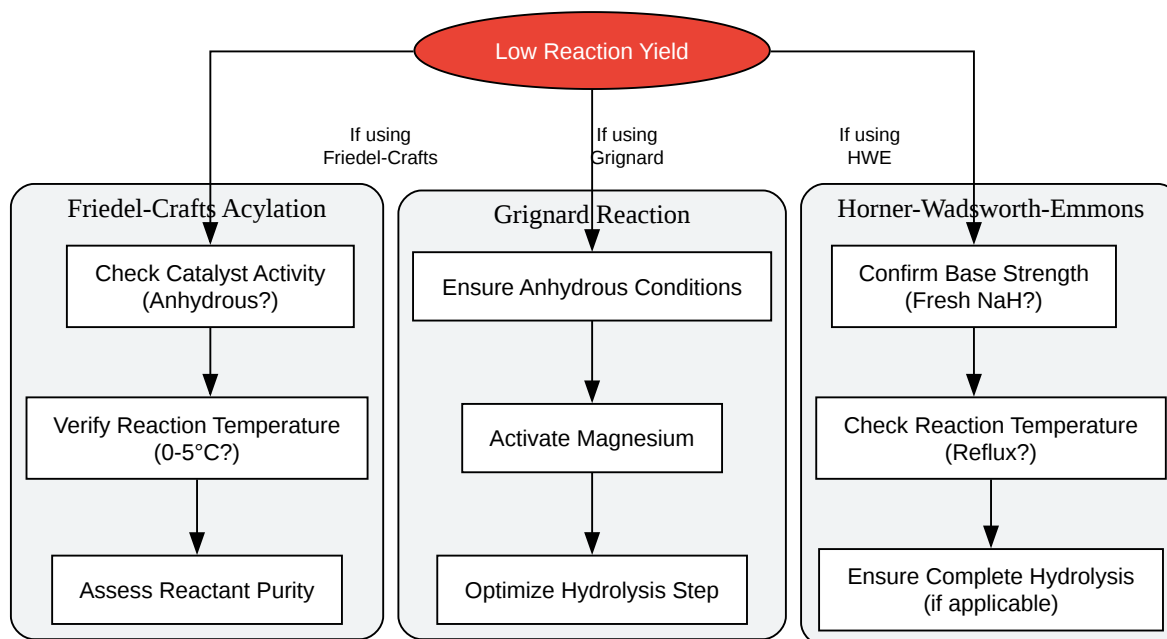 Low Reaction Yield
If using
Friedel-Crafts
If using
Grignard
If using
HWE
Friedel-Crafts Acylation
Check Catalyst Activity
(Anhydrous?)
Verify Reaction Temperature
(0-5°C?)
Assess Reactant Purity
Grignard Reaction
Ensure Anhydrous Conditions
Activate Magnesium
Optimize Hydrolysis Step
Horner-Wadsworth-Emmons
Confirm Base Strength
(Fresh NaH?)
Check Reaction Temperature
(Reflux?)
Ensure Complete Hydrolysis
(if applicable)